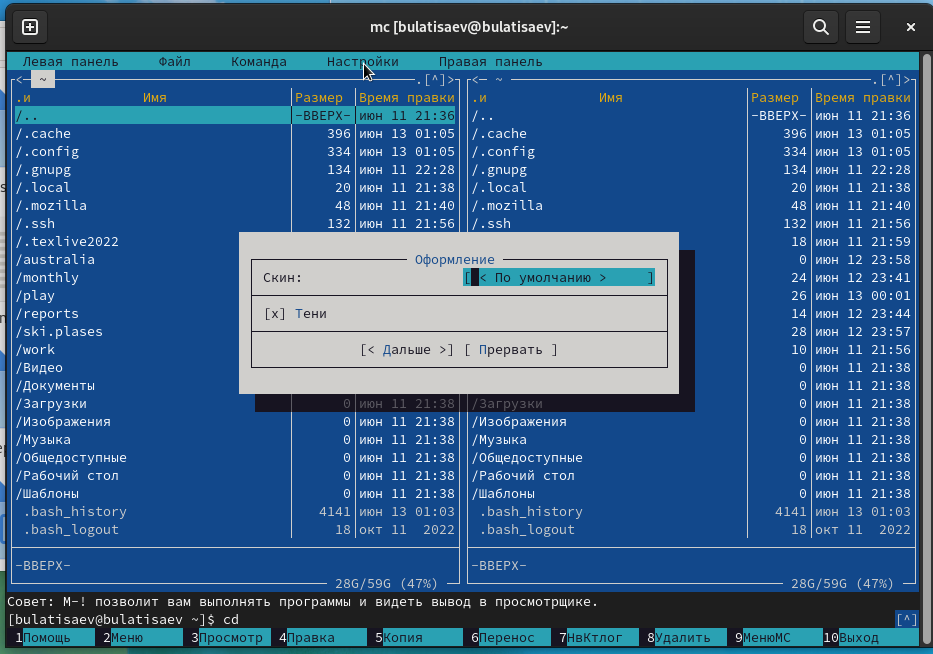 mc [bulatisaev@bulatisaev]:~
Левая панель Файл Команда Настройки Правая панель
<─ ~ .[^]> <─ ~ .[^]>
.и Имя Размер Время правки .и Имя Размер Время правки
/.. -ВВЕРХ- июн 11 21:36 /.. -ВВЕРХ- июн 11 21:36
/.cache 396 июн 13 01:05 /.cache 396 июн 13 01:05
/.config 334 июн 13 01:05 /.config 334 июн 13 01:05
/.gnupg 134 июн 11 22:28 /.gnupg 134 июн 11 22:28
/.local 20 июн 11 21:38 /.local 20 июн 11 21:38
/.mozilla 48 июн 11 21:40 /.mozilla 48 июн 11 21:40
/.ssh 132 июн 11 21:56 /.ssh 132 июн 11 21:56
/.texlive2022 18 июн 11 21:59
/australia Оформление 0 июн 12 23:58
/monthly Скин: [ < По умолчанию > ] 24 июн 12 23:41
/play 26 июн 13 00:01
/reports [x] Тени 14 июн 12 23:44
/ski.plases 28 июн 12 23:57
/work [< Дальше >] [ Прервать ] 10 июн 11 21:56
/Видео 0 июн 11 21:38
/Документы 0 июн 11 21:38
/Загрузки 0 июн 11 21:38 /Загрузки 0 июн 11 21:38
/Изображения 0 июн 11 21:38 /Изображения 0 июн 11 21:38
/Музыка 0 июн 11 21:38 /Музыка 0 июн 11 21:38
/Общедоступные 0 июн 11 21:38 /Общедоступные 0 июн 11 21:38
/Рабочий стол 0 июн 11 21:38 /Рабочий стол 0 июн 11 21:38
/Шаблоны 0 июн 11 21:38 /Шаблоны 0 июн 11 21:38
.bash_history 4141 июн 13 01:03 .bash_history 4141 июн 13 01:03
.bash_logout 18 окт 11 2022 .bash_logout 18 окт 11 2022
-ВВЕРХ- -ВВЕРХ-
28G/59G (47%) 28G/59G (47%)
Совет: M-! позволит вам выполнять программы и видеть вывод в просмотрщике.
[bulatisaev@bulatisaev ~]$ cd [^]
1Помощь 2Меню 3Просмотр 4Правка 5Копия 6Перенос 7НвКтлог 8Удалить 9МенюMC 10Выход